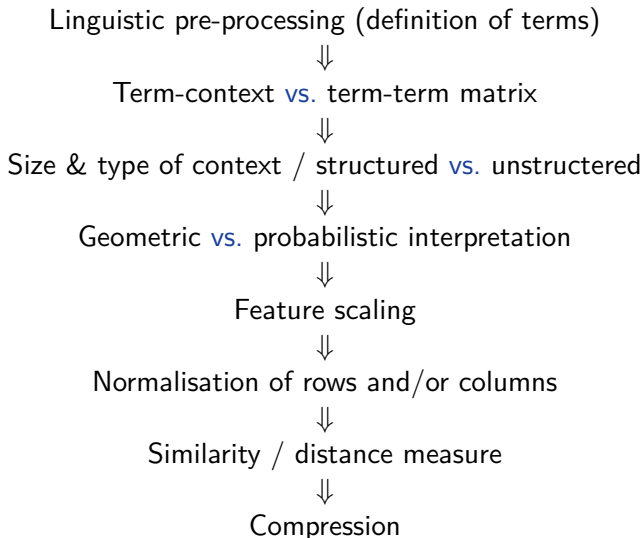 Linguistic pre-processing (definition of terms)
⇓
Term-context vs. term-term matrix
⇓
Size & type of context / structured vs. unstructered
⇓
Geometric vs. probabilistic interpretation
⇓
Feature scaling
⇓
Normalisation of rows and/or columns
⇓
Similarity / distance measure
⇓
Compression